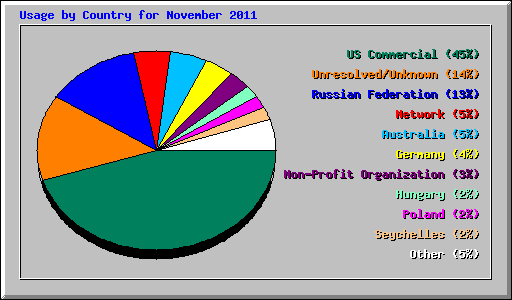 Usage by Country for November 2011
US Commercial (45%)
Unresolved/Unknown (14%)
Russian Federation (13%)
Network (5%)
Australia (5%)
Germany (4%)
Non-Profit Organization (3%)
Hungary (2%)
Poland (2%)
Seychelles (2%)
Other (5%)